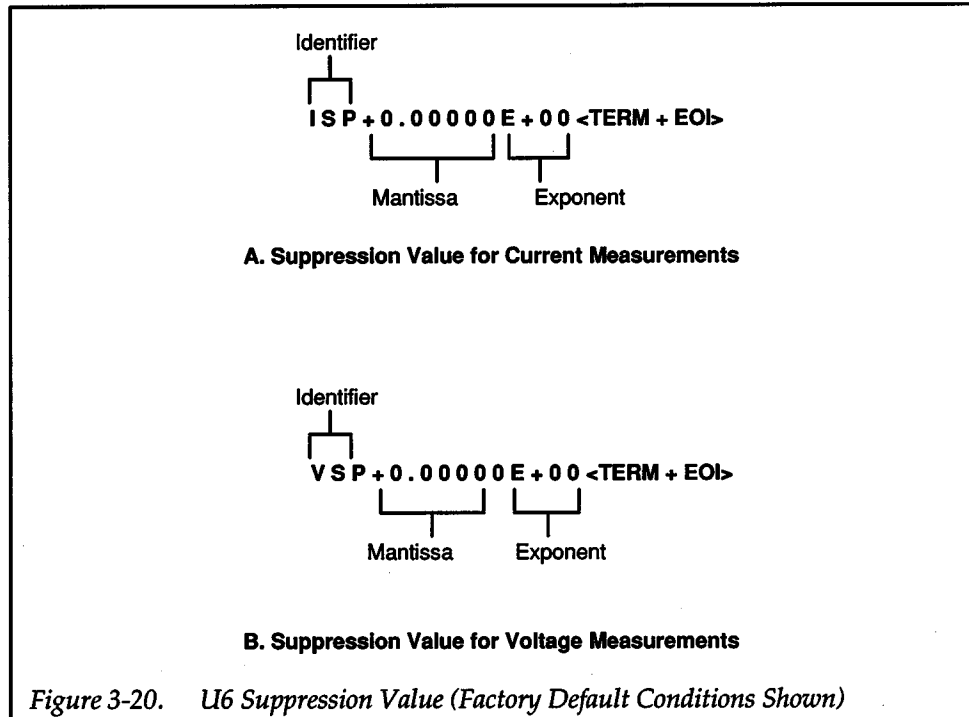 Identifier
ISP+0.00000E+00<TERM + EOI>
Mantissa Exponent
A. Suppression Value for Current Measurements
Identifier
VSP+0.00000E+00<TERM + EOI>
Mantissa Exponent
B. Suppression Value for Voltage Measurements
Figure 3-20. U6 Suppression Value (Factory Default Conditions Shown)